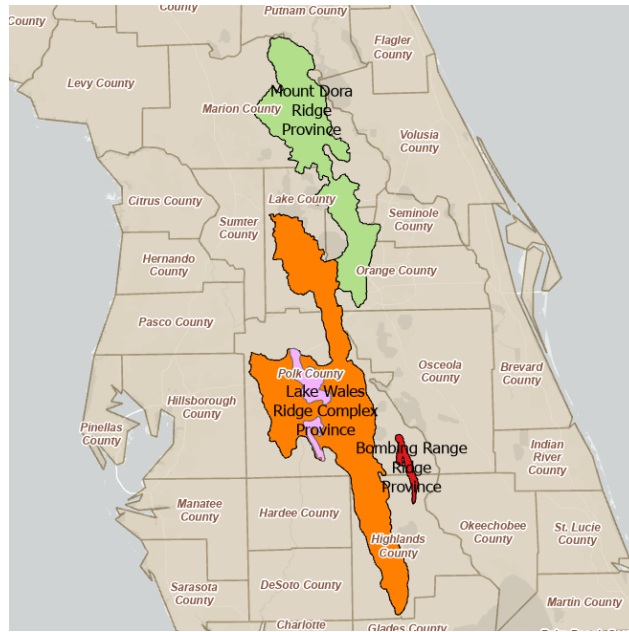 Putnam County
County
Flagler
County
Levy County
Mount Dora
Ridge
Province
Marion County
Volusia
County
Citrus County
Lake County
Sumter
County
Seminole
County
Hernando
County
Orange County
Pasco County
Osceola
County
Brevard
County
Polk County
Lake Wales
Ridge Complex
Province
Hillsborough
County
Pinellas
County
Bombing Range
Ridge
Province
Indian
River
County
Manatee
County
Hardee County
Okeechobee
County
St. Lucie
County
Highlands
County
Sarasota
County
DeSoto County
Martin County
Charlotte
Glades County